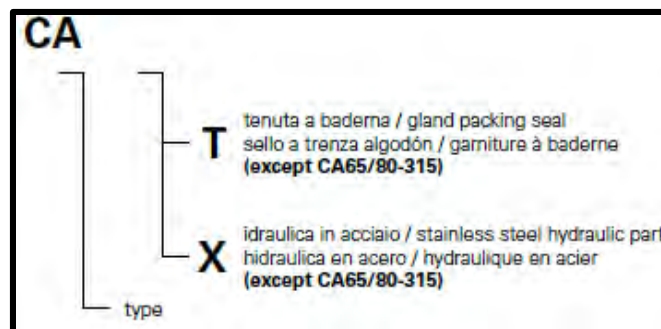 CA
T
tenuta a baderna / gland packing seal
sello a trenza algodón / garniture à baderne
(except CA65/80-315)
X
idraulica in acciaio / stainless steel hydraulic part
hidraulica en acero / hydraulique en acier
(except CA65/80-315)
type